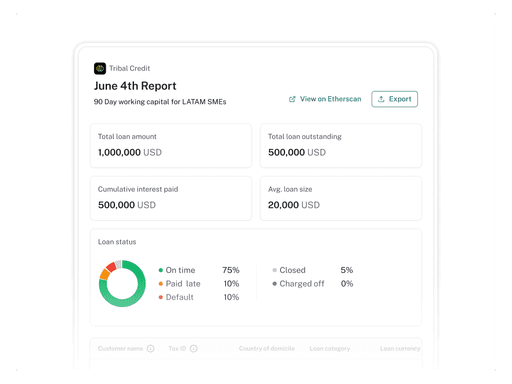 Tribal Credit
June 4th Report
90 Day working capital for LATAM SMEs
View on Etherscan
Export
Total loan amount
1,000,000 USD
Total loan outstanding
500,000 USD
Cumulative interest paid
500,000 USD
Avg. loan size
20,000 USD
Loan status
On time 75%
Paid late 10%
Default 10%
Closed 5%
Charged off 0%
Customer name Tax ID Country of domicile Loan category Loan currency